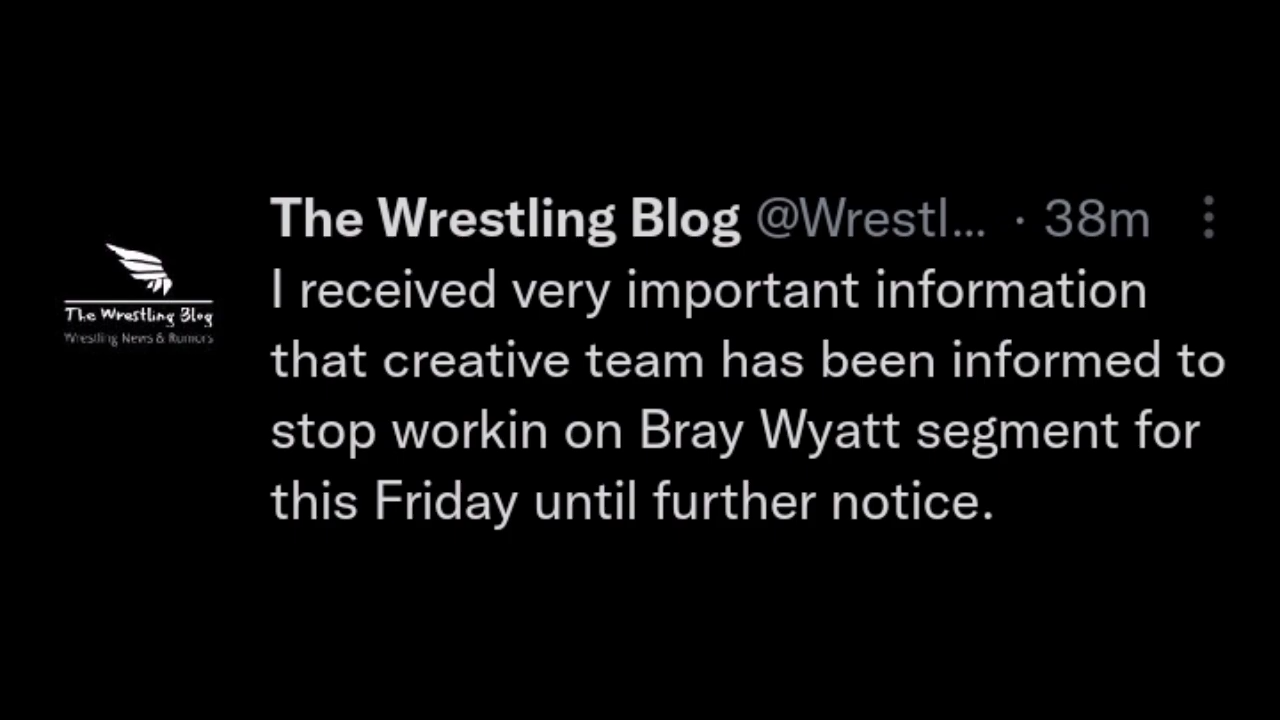 The Wrestling Blog @Wrestl... · 38m
I received very important information
that creative team has been informed to
stop workin on Bray Wyatt segment for
this Friday until further notice.
The Wrestling Blog
Wrestling News & Rumors